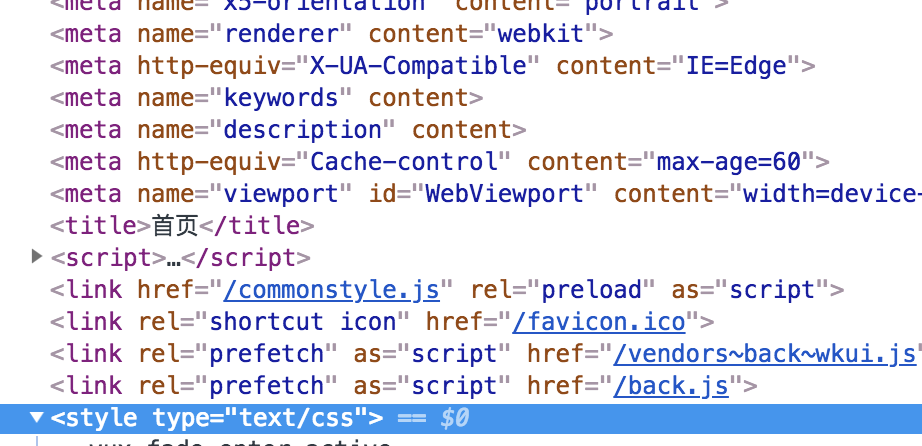 <meta name="x5-orientation" content="portrait">
<meta name="renderer" content="webkit">
<meta http-equiv="X-UA-Compatible" content="IE=Edge">
<meta name="keywords" content>
<meta name="description" content>
<meta http-equiv="Cache-control" content="max-age=60">
<meta name="viewport" id="WebViewport" content="width=device-
<title>首页</title>
<script>…</script>
<link href="/commonstyle.js" rel="preload" as="script">
<link rel="shortcut icon" href="/favicon.ico">
<link rel="prefetch" as="script" href="/vendors~back~wkui.js"
<link rel="prefetch" as="script" href="/back.js">
<style type="text/css"> == $0